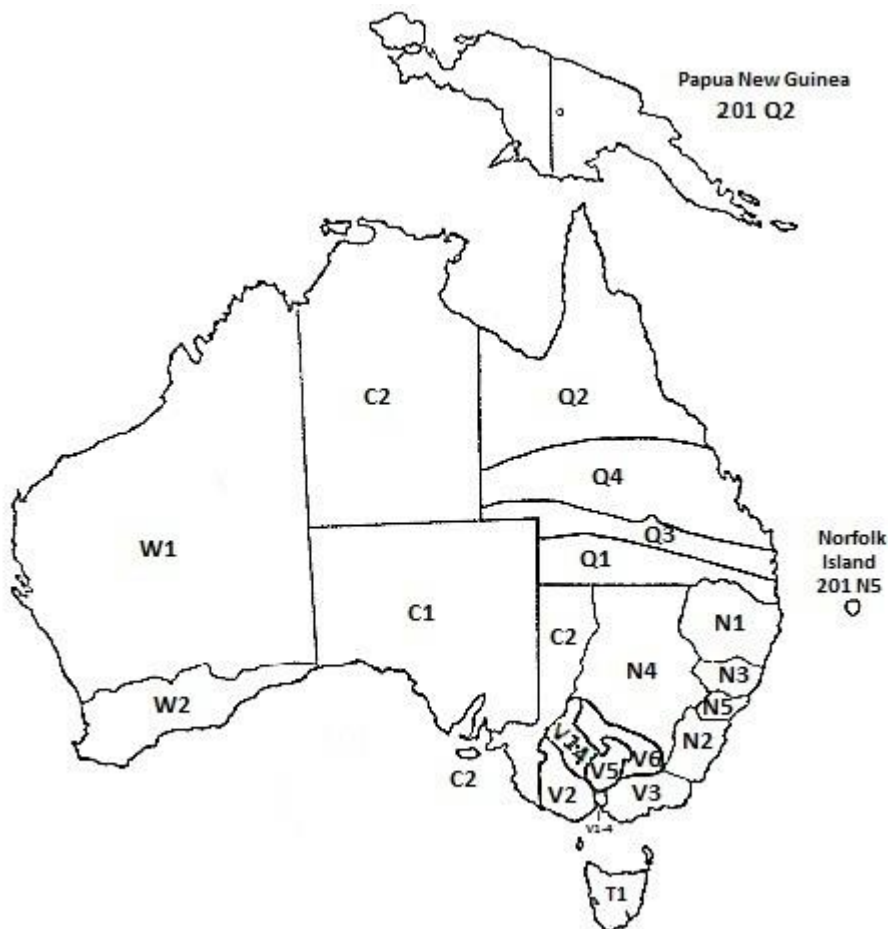 Papua New Guinea
201 Q2
C2
Q2
Q4
W1
Q3
Norfolk
Island
201 N5
Q1
C1
C2
N1
N4
N3
W2
N5
N2
V1-4
V5
V6
C2
V2
V3
V1-4
T1